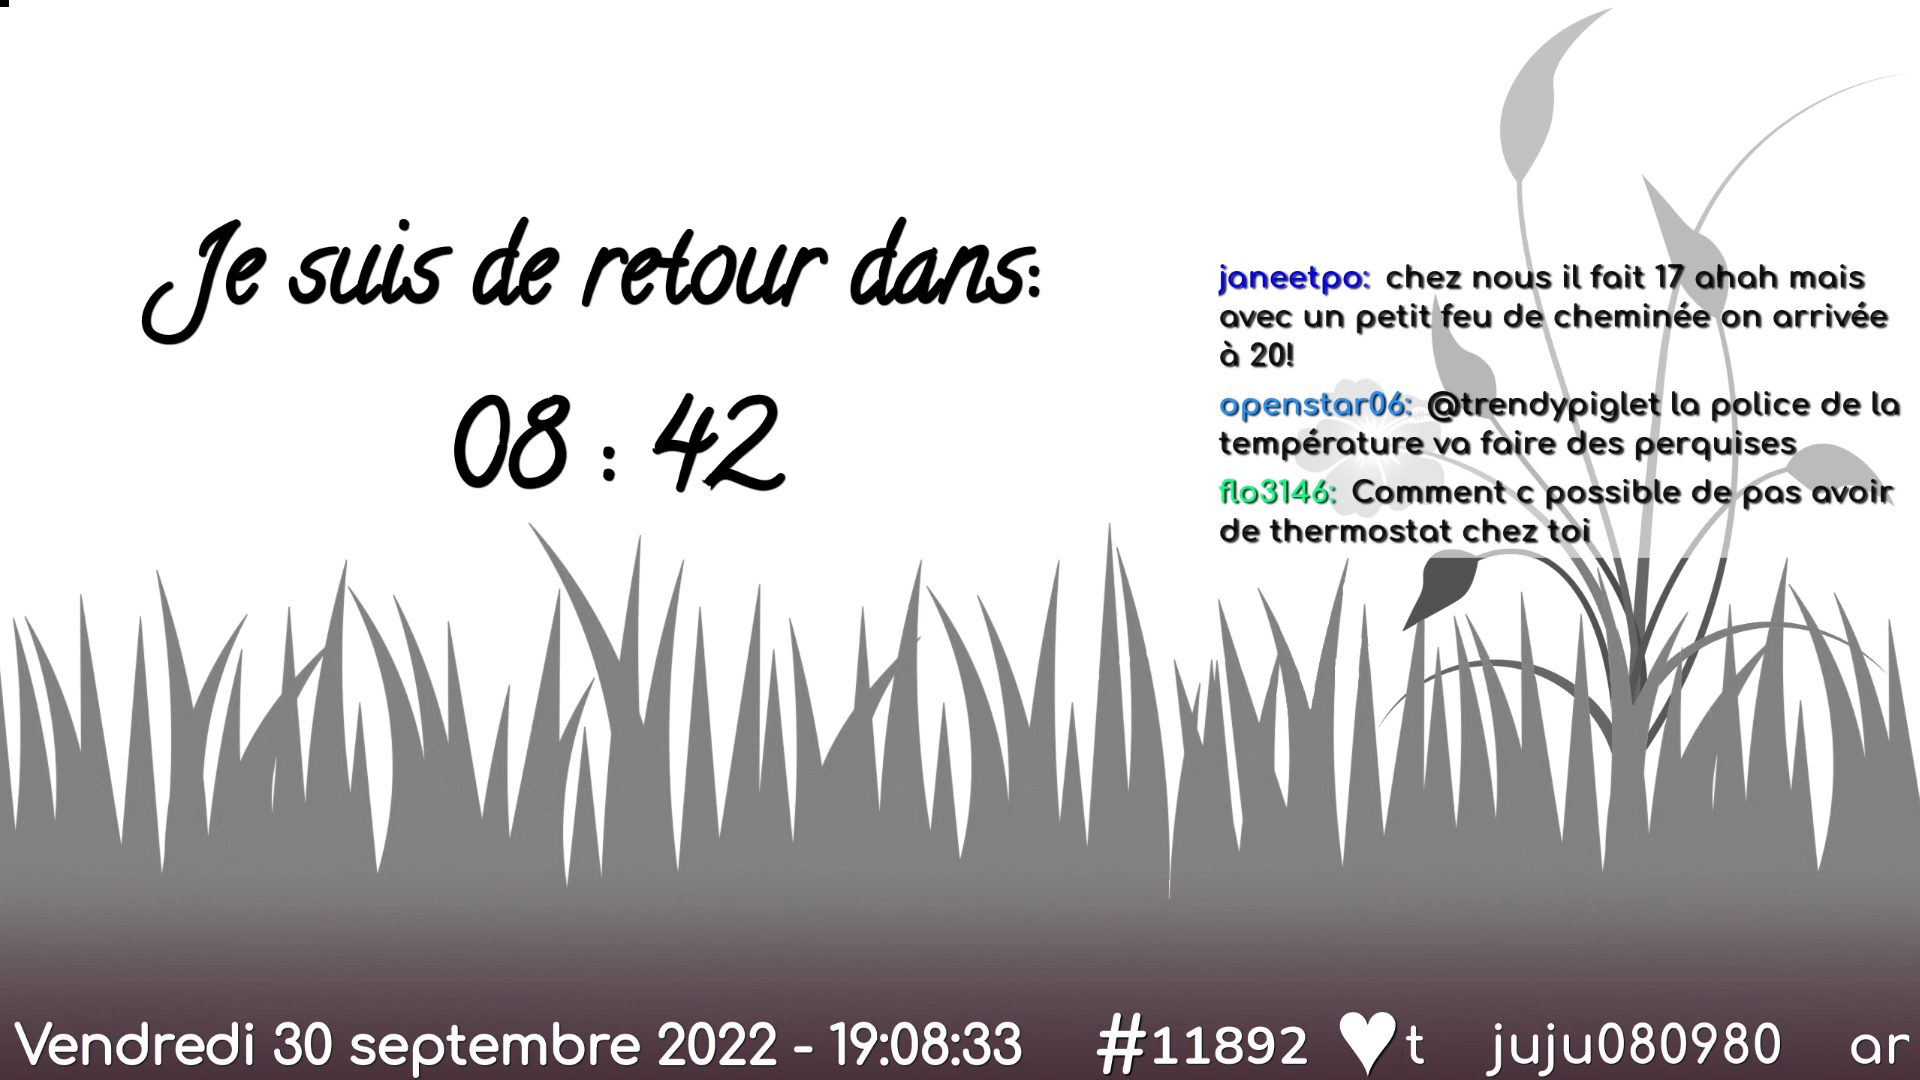 Je suis de retour dans:
08 : 42
janeetpo: chez nous il fait 17 ahah mais
avec un petit feu de cheminée on arrivée
à 20!
openstar06: @trendypiglet la police de la
température va faire des perquises
flo3146: Comment c possible de pas avoir
de thermostat chez toi
Vendredi 30 septembre 2022 - 19:08:33 #11892 ♥ t juju080980 ar